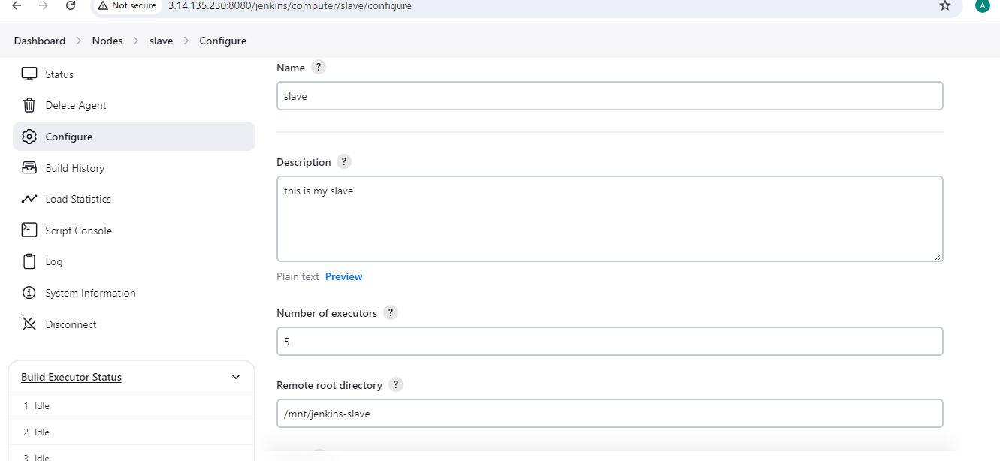 Not secure 3.14.135.230:8080/jenkins/computer/slave/configure A
Dashboard Nodes slave Configure
Status
Delete Agent
Configure
Build History
Load Statistics
Script Console
Log
System Information
Disconnect
Build Executor Status
1 Idle
2 Idle
3 Idle
Name ?
slave
Description ?
this is my slave
Plain text Preview
Number of executors ?
5
Remote root directory ?
/mnt/jenkins-slave